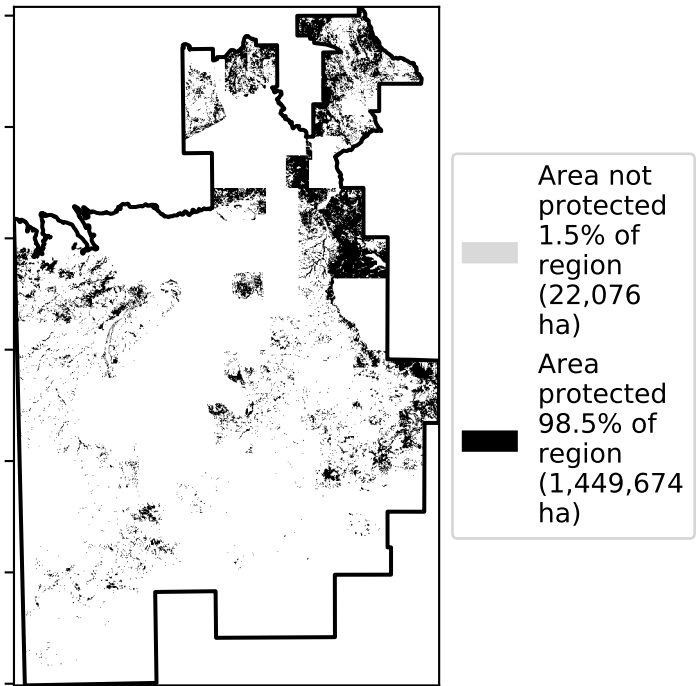 Area not
protected
1.5% of
region
(22,076
ha)
Area
protected
98.5% of
region
(1,449,674
ha)